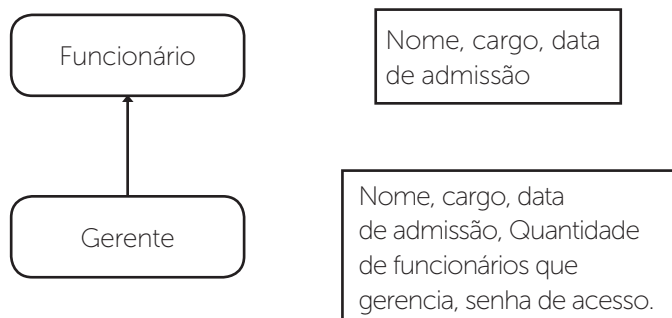 Funcionário
Nome, cargo, data
de admissão
Gerente
Nome, cargo, data
de admissão, Quantidade
de funcionários que
gerencia, senha de acesso.